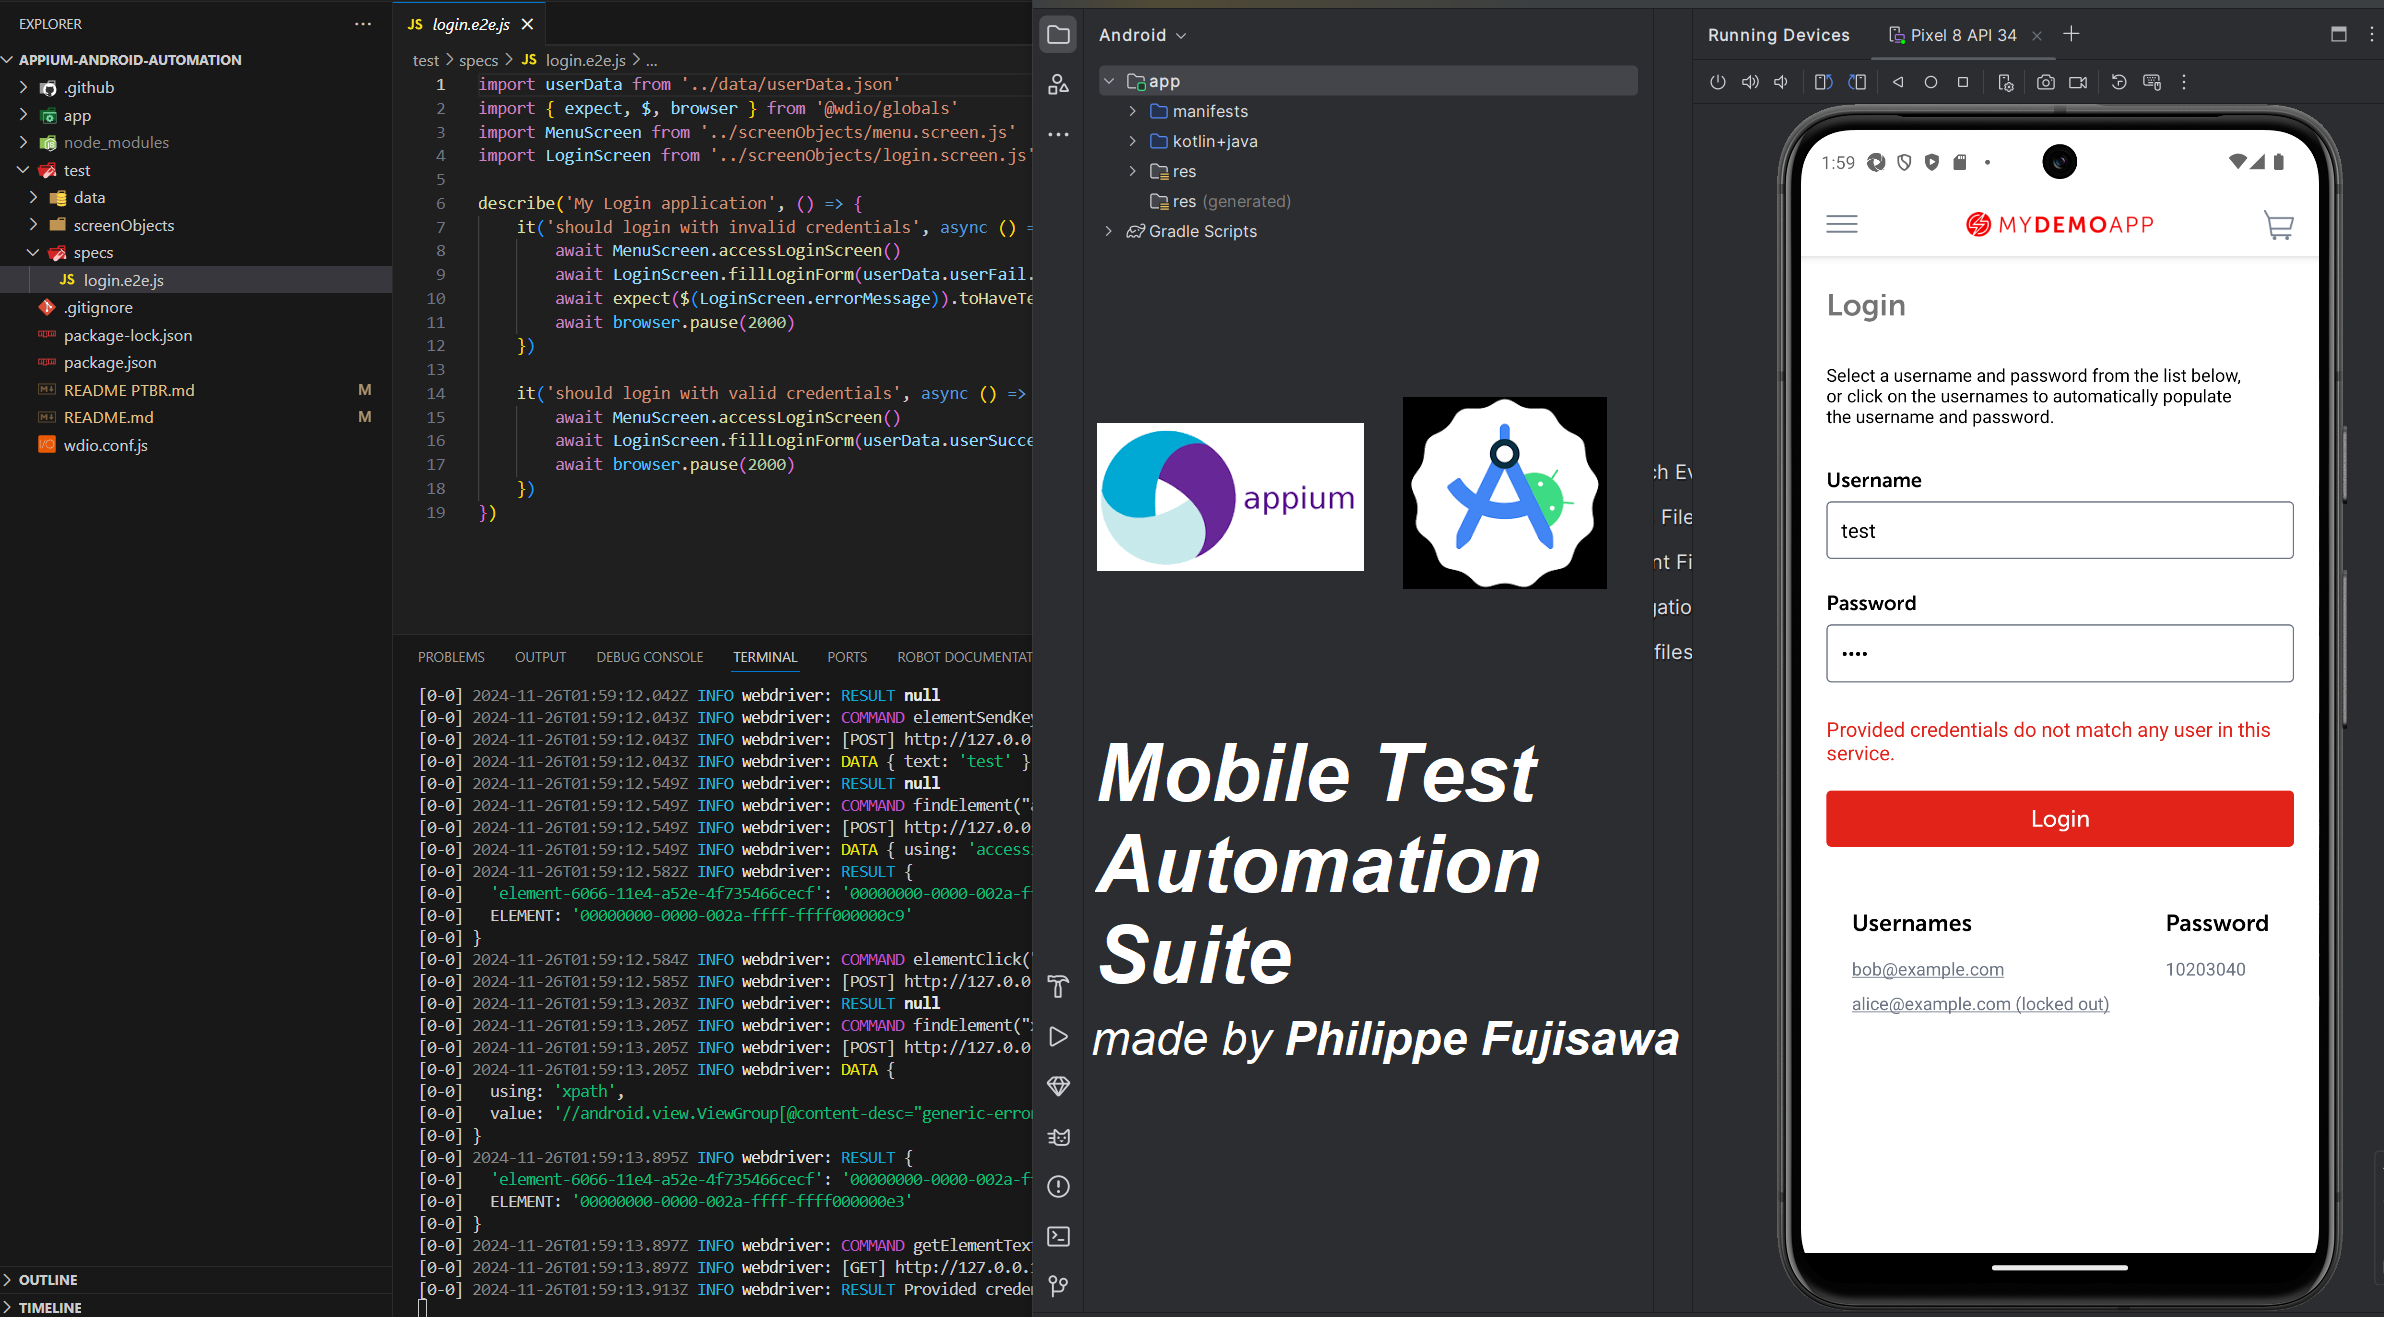 EXPLORER
APPIUM-ANDROID-AUTOMATION
.github
app
node_modules
test
data
screenObjects
specs
JS login.e2e.js
.gitignore
package-lock.json
package.json
README PTBR.md M
README.md M
wdio.conf.js
OUTLINE
TIMELINE
JS login.e2e.js
test > specs > JS login.e2e.js > ...
1 import userData from '../data/userData.json'
2 import { expect, $, browser } from '@wdio/globals'
3 import MenuScreen from '../screenObjects/menu.screen.js'
4 import LoginScreen from '../screenObjects/login.screen.js'
5
6 describe('My Login application', () => {
7 it('should login with invalid credentials', async () =
8 await MenuScreen.accessLoginScreen()
9 await LoginScreen.fillLoginForm(userData.userFail.
10 await expect($(LoginScreen.errorMessage)).toHaveTe
11 await browser.pause(2000)
12 })
13
14 it('should login with valid credentials', async () =>
15 await MenuScreen.accessLoginScreen()
16 await LoginScreen.fillLoginForm(userData.userSucce
17 await browser.pause(2000)
18 })
19 })
PROBLEMS OUTPUT DEBUG CONSOLE TERMINAL PORTS ROBOT DOCUMENTAT
[0-0] 2024-11-26T01:59:12.042Z INFO webdriver: RESULT null
[0-0] 2024-11-26T01:59:12.043Z INFO webdriver: COMMAND elementSendKey
[0-0] 2024-11-26T01:59:12.043Z INFO webdriver: [POST] http://127.0.0
[0-0] 2024-11-26T01:59:12.043Z INFO webdriver: DATA { text: 'test' }
[0-0] 2024-11-26T01:59:12.549Z INFO webdriver: RESULT null
[0-0] 2024-11-26T01:59:12.549Z INFO webdriver: COMMAND findElement("a
[0-0] 2024-11-26T01:59:12.549Z INFO webdriver: [POST] http://127.0.0
[0-0] 2024-11-26T01:59:12.549Z INFO webdriver: DATA { using: 'access
[0-0] 2024-11-26T01:59:12.582Z INFO webdriver: RESULT {
[0-0] 'element-6066-11e4-a52e-4f735466cecf': '00000000-0000-002a-f
[0-0] ELEMENT: '00000000-0000-002a-ffff-ffff000000c9'
[0-0] }
[0-0] 2024-11-26T01:59:12.584Z INFO webdriver: COMMAND elementClick(
[0-0] 2024-11-26T01:59:12.585Z INFO webdriver: [POST] http://127.0.0
[0-0] 2024-11-26T01:59:13.203Z INFO webdriver: RESULT null
[0-0] 2024-11-26T01:59:13.205Z INFO webdriver: COMMAND findElement("
[0-0] 2024-11-26T01:59:13.205Z INFO webdriver: [POST] http://127.0.0
[0-0] 2024-11-26T01:59:13.205Z INFO webdriver: DATA {
[0-0] using: 'xpath',
[0-0] value: '//android.view.ViewGroup[@content-desc="generic-erro
[0-0] }
[0-0] 2024-11-26T01:59:13.895Z INFO webdriver: RESULT {
[0-0] 'element-6066-11e4-a52e-4f735466cecf': '00000000-0000-002a-f
[0-0] ELEMENT: '00000000-0000-002a-ffff-ffff000000e3'
[0-0] }
[0-0] 2024-11-26T01:59:13.897Z INFO webdriver: COMMAND getElementTex
[0-0] 2024-11-26T01:59:13.897Z INFO webdriver: [GET] http://127.0.0.
[0-0] 2024-11-26T01:59:13.913Z INFO webdriver: RESULT Provided crede
Android
app
manifests
kotlin+java
res
res (generated)
Gradle Scripts
appium
ch Ev
File
nt Fi
gatio
files
Mobile Test
Automation
Suite
made by Philippe Fujisawa
Running Devices Pixel 8 API 34
1:59
MYDEMOAPP
Login
Select a username and password from the list below,
or click on the usernames to automatically populate
the username and password.
Username
test
Password
••••
Provided credentials do not match any user in this
service.
Login
Usernames Password
bob@example.com 10203040
alice@example.com (locked out)